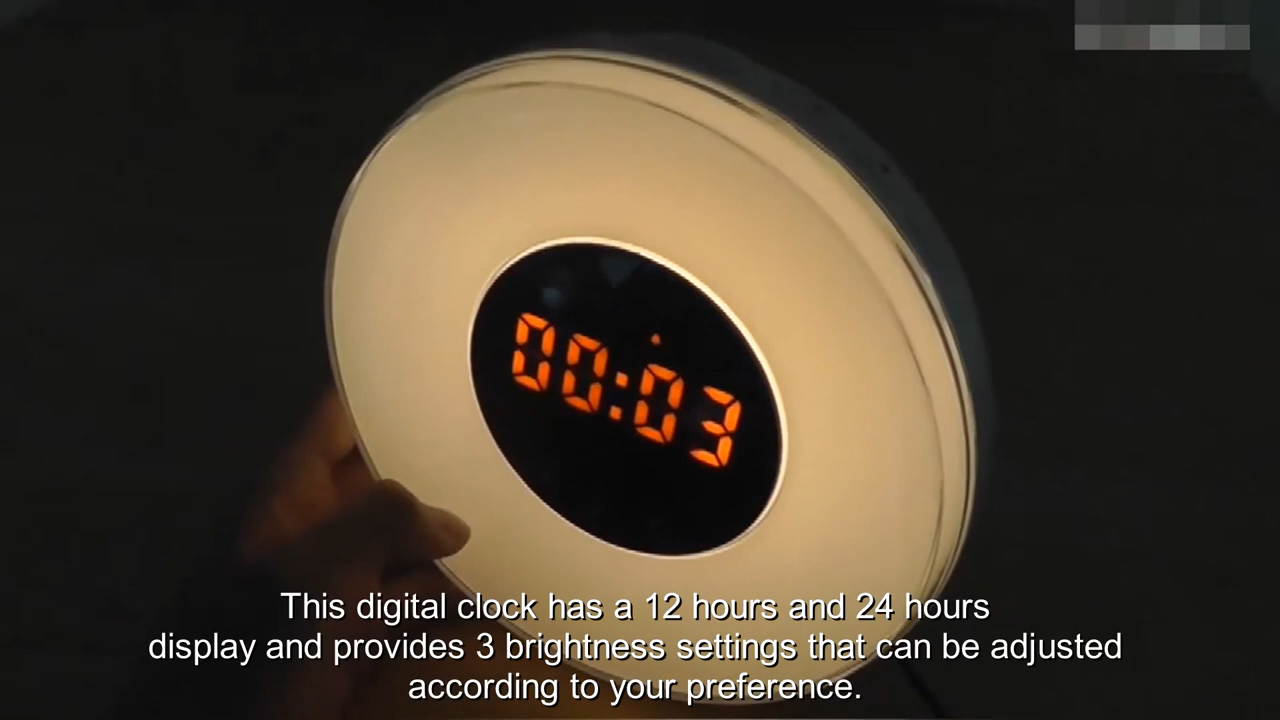 00:03
This digital clock has a 12 hours and 24 hours
display and provides 3 brightness settings that can be adjusted
according to your preference.